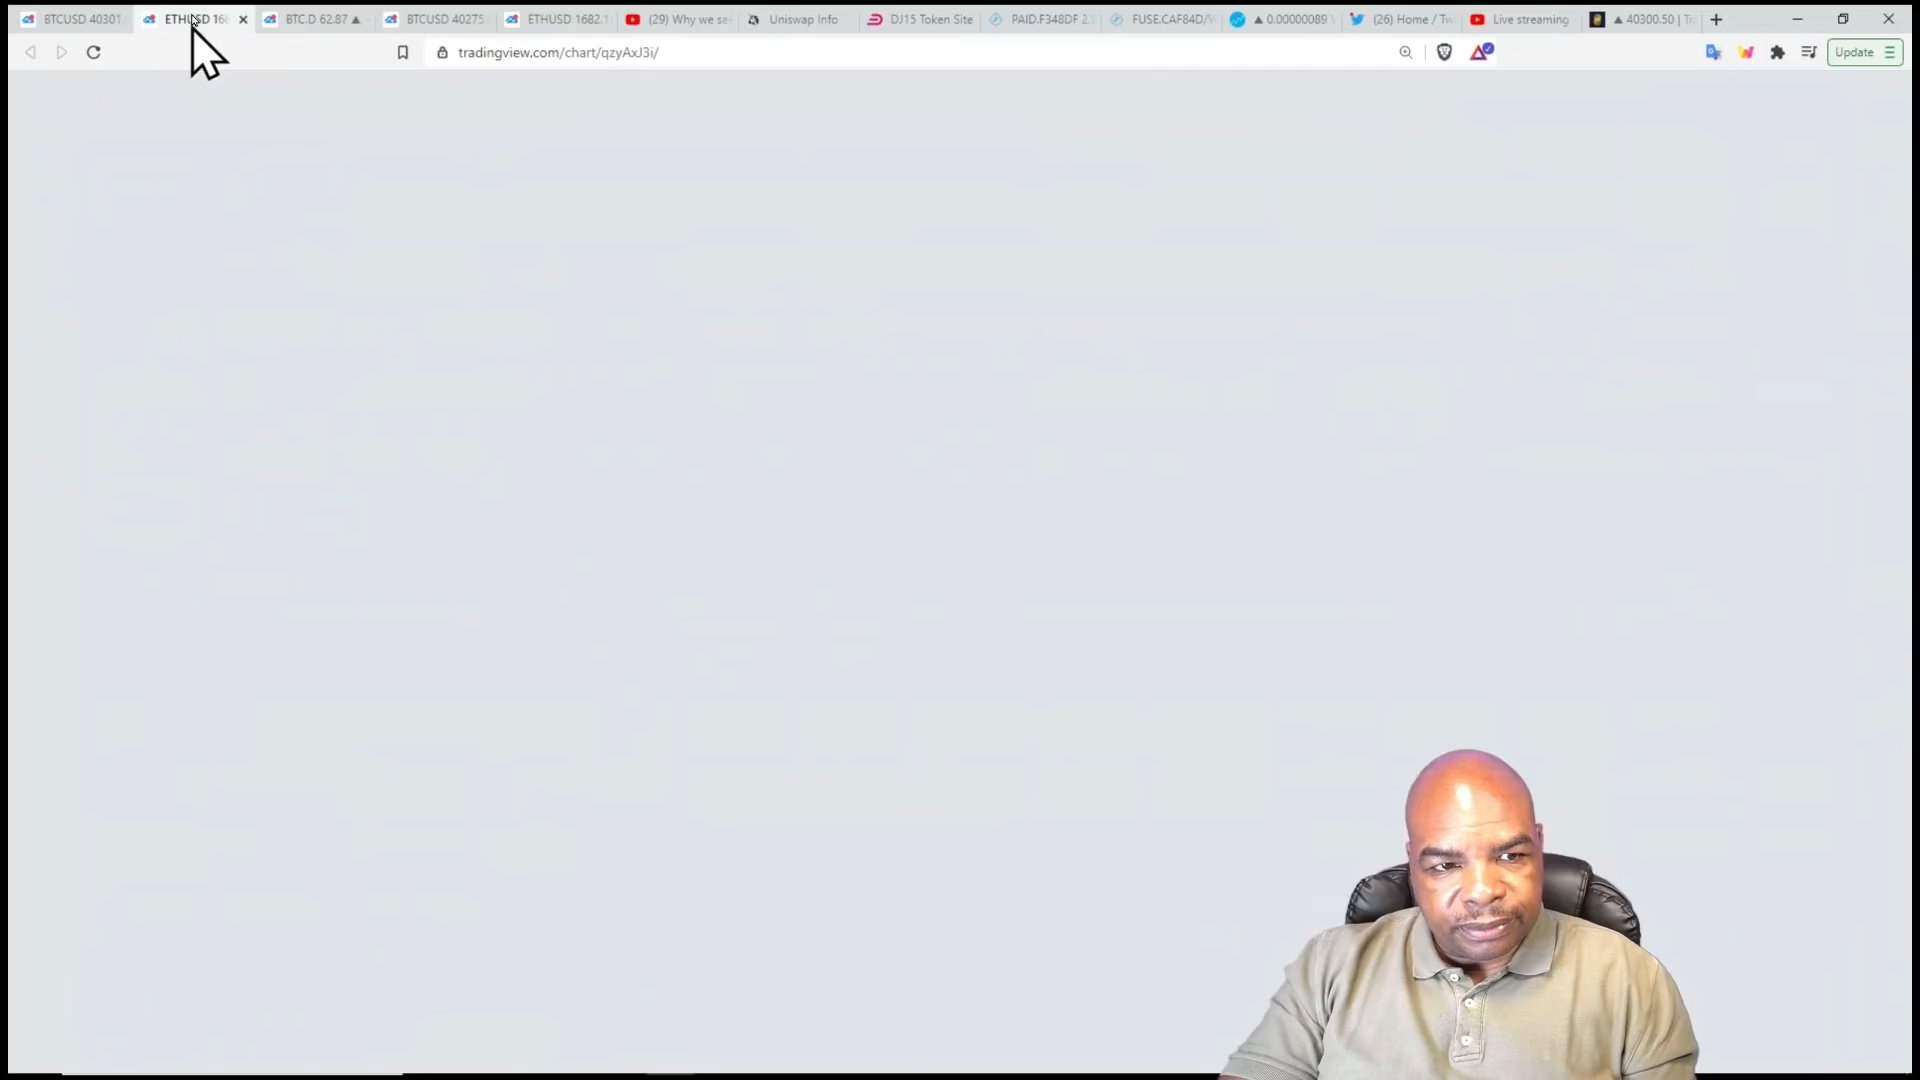 BTCUSD 40301.
ETHUSD 168
BTC.D 62.87 ▲
BTCUSD 40275
ETHUSD 1682.1
(29) Why we see
Uniswap Info
DJ15 Token Site
PAID.F348DF 2.
FUSE.CAF84D/
▲ 0.00000089
(26) Home / Tw
Live streaming
▲ 40300.50 | Tr
tradingview.com/chart/qzyAxJ3i/
Update